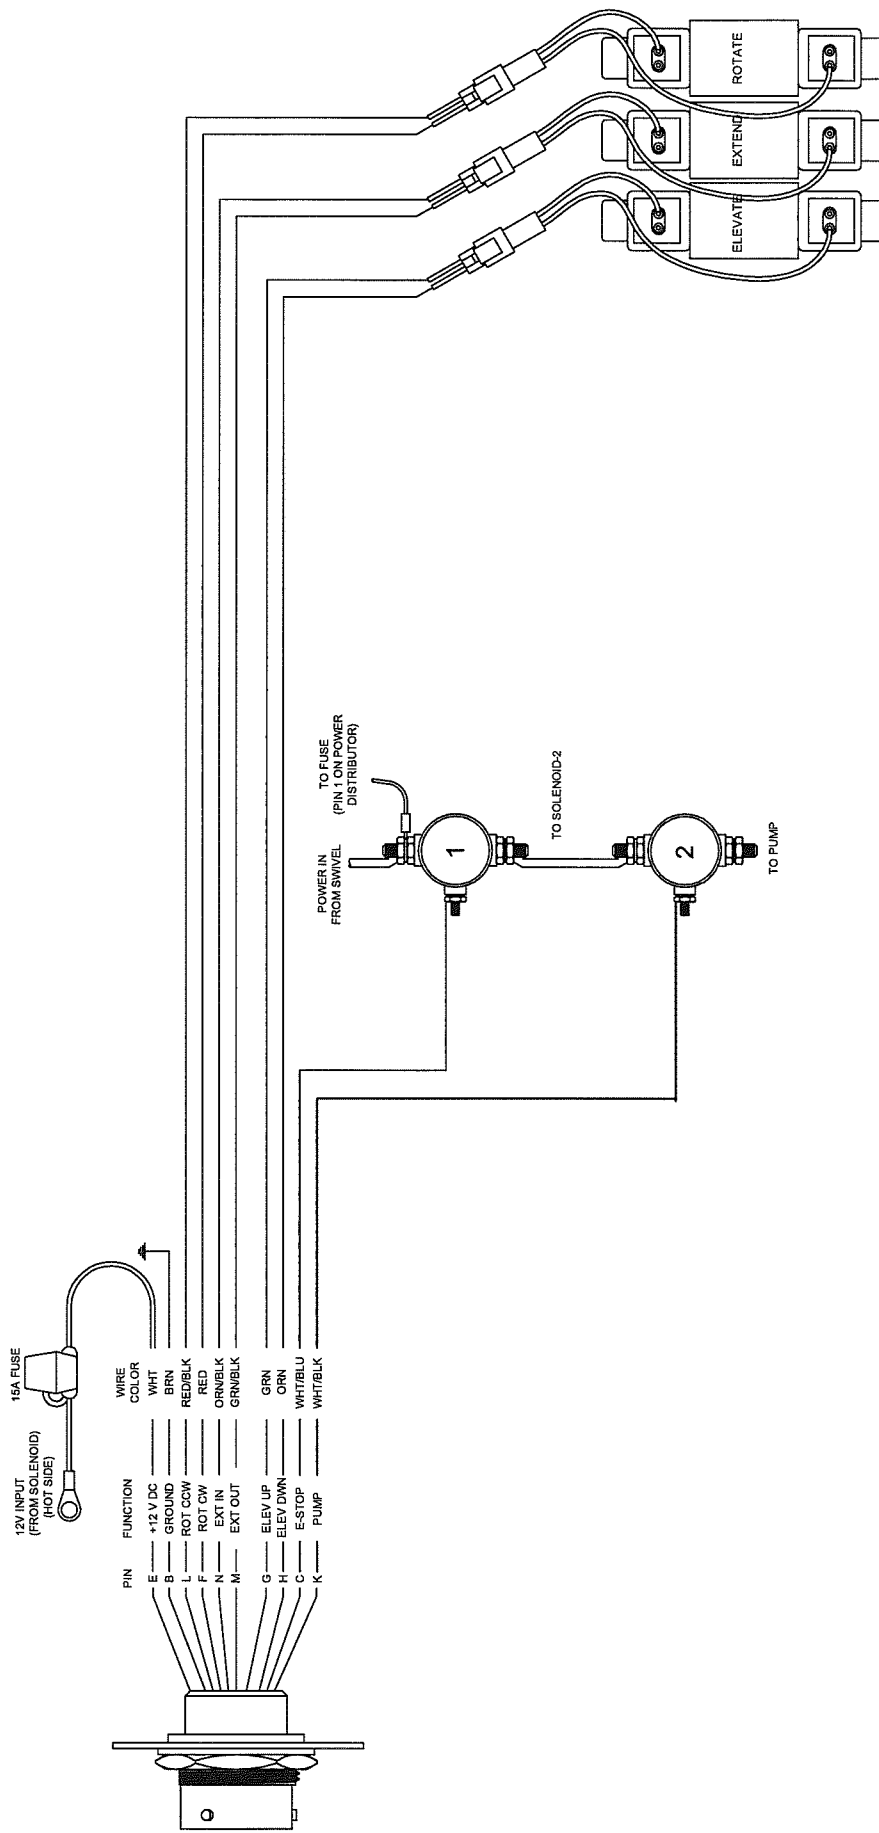 12V INPUT
(FROM SOLENOID)
(HOT SIDE)
15A FUSE
PIN FUNCTION WIRE
COLOR
E +12 V DC WHT
B GROUND BRN
L ROT CCW RED/BLK
F ROT CW RED
N EXT IN ORN/BLK
M EXT OUT GRN/BLK
G ELEV UP GRN
H ELEV DWN ORN
C E-STOP WHT/BLU
K PUMP WHT/BLK
POWER IN
FROM SWIVEL
TO FUSE
(PIN 1 ON POWER
DISTRIBUTOR)
1
TO SOLENOID-2
2
TO PUMP
ROTATE
EXTEND
ELEVATE